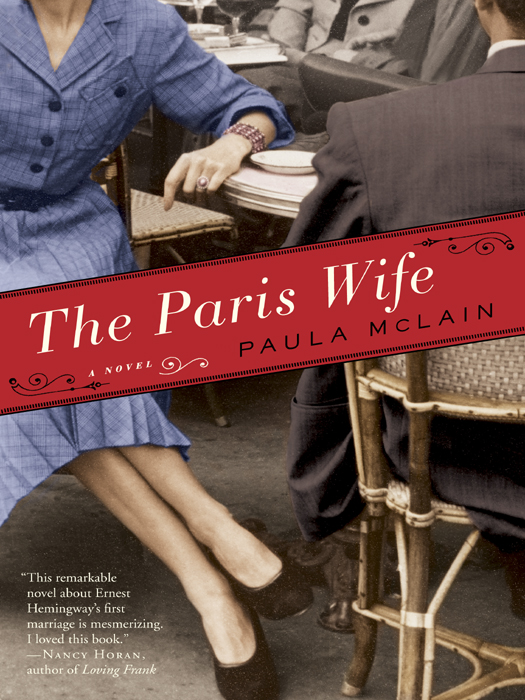 The Paris Wife
A NOVEL
PAULA McLAIN
“This remarkable
novel about Ernest
Hemingway’s first
marriage is mesmerizing.
I loved this book.”
—NANCY HORAN,
author of Loving Frank